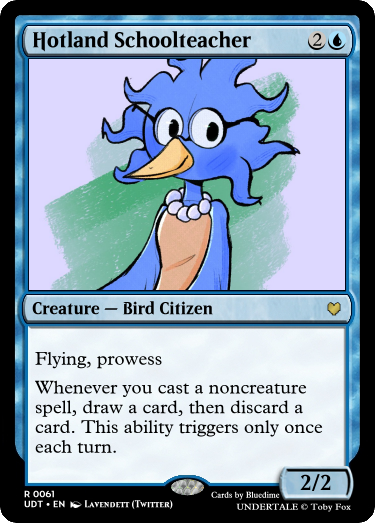 Hotland Schoolteacher 2
Creature — Bird Citizen
Flying, prowess
Whenever you cast a noncreature
spell, draw a card, then discard a
card. This ability triggers only once
each turn.
2/2
R 0061
UDT • EN LAVENDETT (TWITTER)
Cards by Bluedime
UNDERTALE © Toby Fox